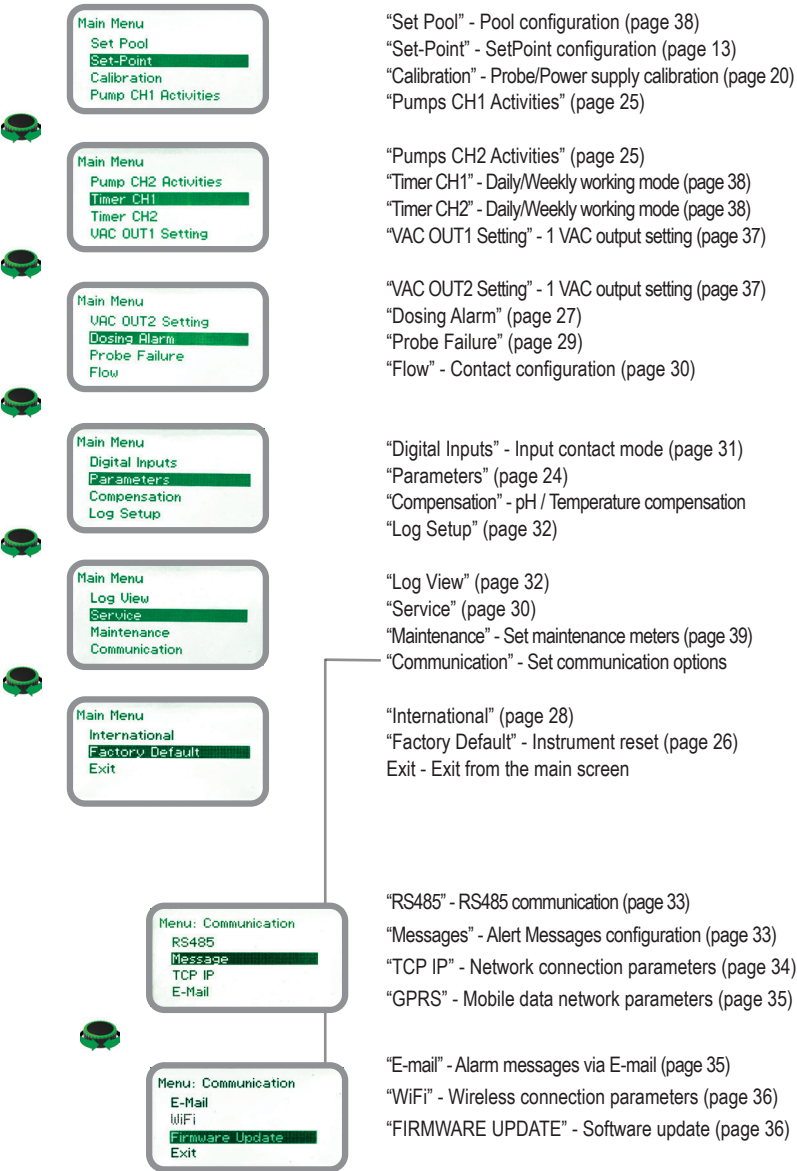 Main Menu
Set Pool
Set-Point
Calibration
Pump CH1 Activities
“Set Pool” - Pool configuration (page 38)
“Set-Point” - SetPoint configuration (page 13)
“Calibration” - Probe/Power supply calibration (page 20)
“Pumps CH1 Activities” (page 25)
Main Menu
Pump CH2 Activities
Timer CH1
Timer CH2
VAC OUT1 Setting
“Pumps CH2 Activities” (page 25)
“Timer CH1” - Daily/Weekly working mode (page 38)
“Timer CH2” - Daily/Weekly working mode (page 38)
“VAC OUT1 Setting” - 1 VAC output setting (page 37)
Main Menu
VAC OUT2 Setting
Dosing Alarm
Probe Failure
Flow
“VAC OUT2 Setting” - 1 VAC output setting (page 37)
“Dosing Alarm” (page 27)
“Probe Failure” (page 29)
“Flow” - Contact configuration (page 30)
Main Menu
Digital Inputs
Parameters
Compensation
Log Setup
“Digital Inputs” - Input contact mode (page 31)
“Parameters” (page 24)
“Compensation” - pH / Temperature compensation
“Log Setup” (page 32)
Main Menu
Log View
Service
Maintenance
Communication
“Log View” (page 32)
“Service” (page 30)
“Maintenance” - Set maintenance meters (page 39)
“Communication” - Set communication options
Main Menu
International
Factory Default
Exit
“International” (page 28)
“Factory Default” - Instrument reset (page 26)
Exit - Exit from the main screen
Menu: Communication
RS485
Message
TCP IP
E-Mail
“RS485” - RS485 communication (page 33)
“Messages” - Alert Messages configuration (page 33)
“TCP IP” - Network connection parameters (page 34)
“GPRS” - Mobile data network parameters (page 35)
Menu: Communication
E-Mail
WiFi
Firmware Update
Exit
“E-mail” - Alarm messages via E-mail (page 35)
“WiFi” - Wireless connection parameters (page 36)
“FIRMWARE UPDATE” - Software update (page 36)